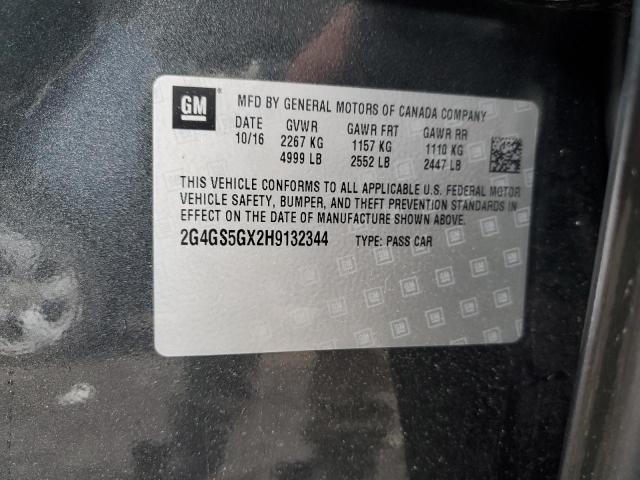 GM MFD BY GENERAL MOTORS OF CANADA COMPANY
DATE GVWR GAWR FRT GAWR RR
10/16 2267 KG 1157 KG 1110 KG
4999 LB 2552 LB 2447 LB
THIS VEHICLE CONFORMS TO ALL APPLICABLE U.S. FEDERAL MOTOR
VEHICLE SAFETY, BUMPER, AND THEFT PREVENTION STANDARDS IN
EFFECT ON THE DATE OF MANUFACTURE SHOWN ABOVE.
2G4GS5GX2H9132344 TYPE: PASS CAR